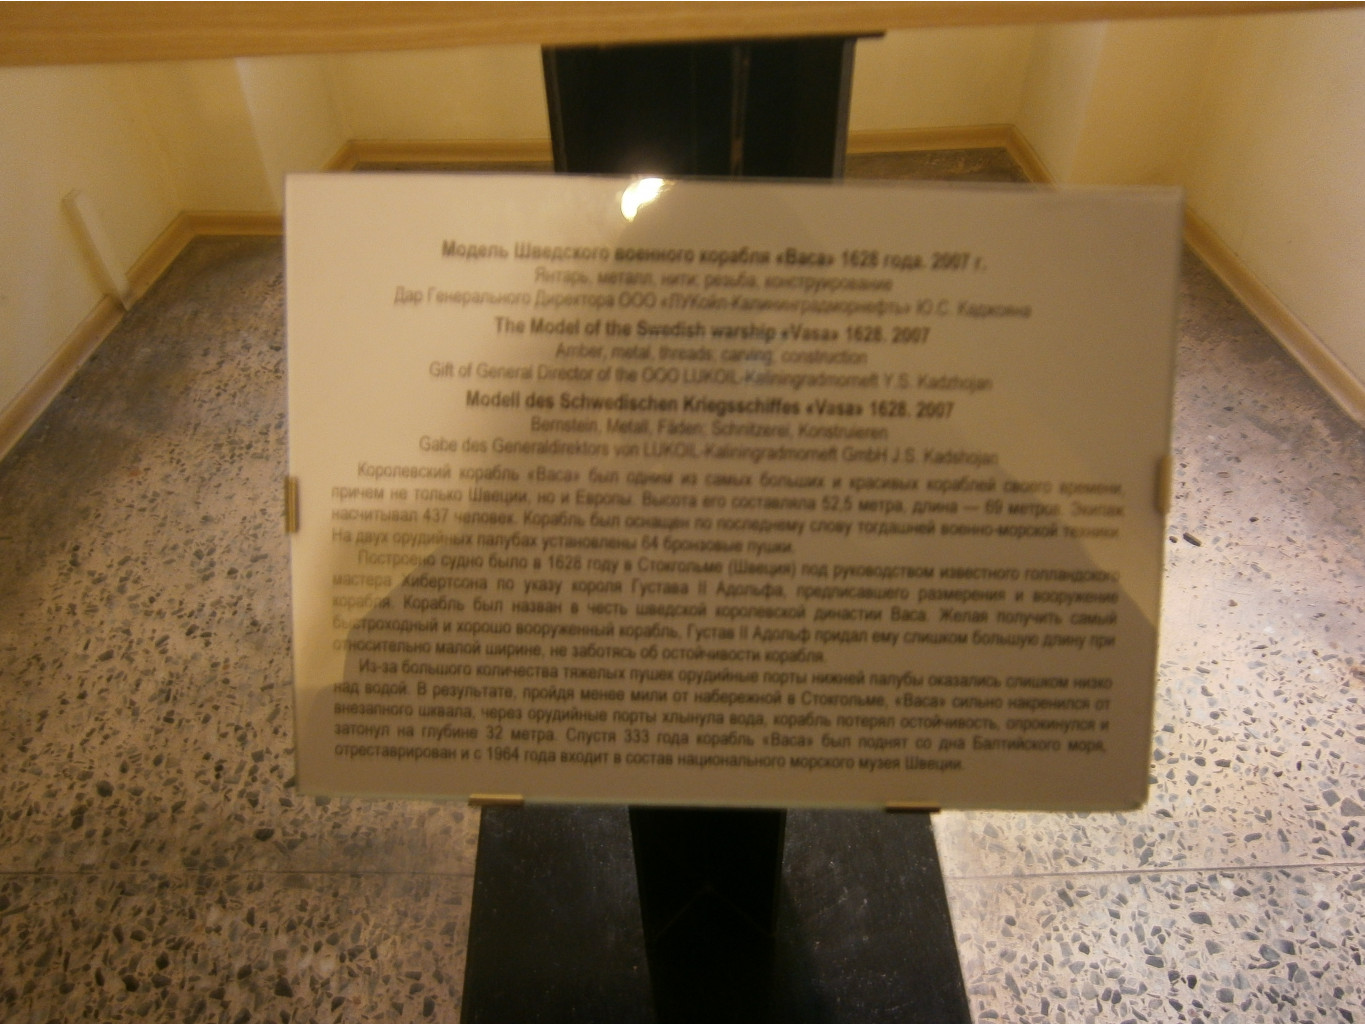 Модель Шведского военного корабля «Васа» 1628 года. 2007 г.
Янтарь, металл, нити; резьба, конструирование
Дар Генерального Директора ООО «ЛУКойл-Калининградморнефть» Ю.С. Каджояна
The Model of the Swedish warship «Vasa» 1628. 2007
Amber, metal, threads; carving, construction
Gift of General Director of the OOO LUKOIL-Kaliningradmorneft Y.S. Kadzhojan
Modell des Schwedischen Kriegsschiffes «Vasa» 1628. 2007
Bernstein, Metall, Fäden; Schnitzerei, Konstruieren
Gabe des Generaldirektors von LUKOIL-Kaliningradmorneft GmbH J.S. Kadshojan
Королевский корабль «Васа» был одним из самых больших и красивых кораблей своего времени,
причем не только Швеции, но и Европы. Высота его составляла 52,5 метра, длина — 69 метров. Экипаж
насчитывал 437 человек. Корабль был оснащен по последнему слову тогдашней военно-морской техники.
На двух орудийных палубах установлены 64 бронзовые пушки.
Построено судно было в 1628 году в Стокгольме (Швеция) под руководством известного голландского
мастера Хибертсона по указу короля Густава II Адольфа, предписавшего размерения и вооружение
корабля. Корабль был назван в честь шведской королевской династии Васа. Желая получить самый
быстроходный и хорошо вооруженный корабль, Густав II Адольф придал ему слишком большую длину при
относительно малой ширине, не заботясь об остойчивости корабля.
Из-за большого количества тяжелых пушек орудийные порты нижней палубы оказались слишком низко
над водой. В результате, пройдя менее мили от набережной в Стокгольме, «Васа» сильно накренился от
внезапного шквала, через орудийные порты хлынула вода, корабль потерял остойчивость, опрокинулся и
затонул на глубине 32 метра. Спустя 333 года корабль «Васа» был поднят со дна Балтийского моря,
отреставрирован и с 1964 года входит в состав национального морского музея Швеции.